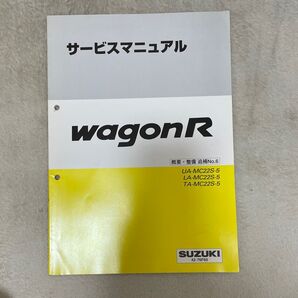 サービスマニュアル
wagonR
概要・整備 追補No.6
UA-MC22S-5
LA-MC22S-5
TA-MC22S-5
SUZUKI